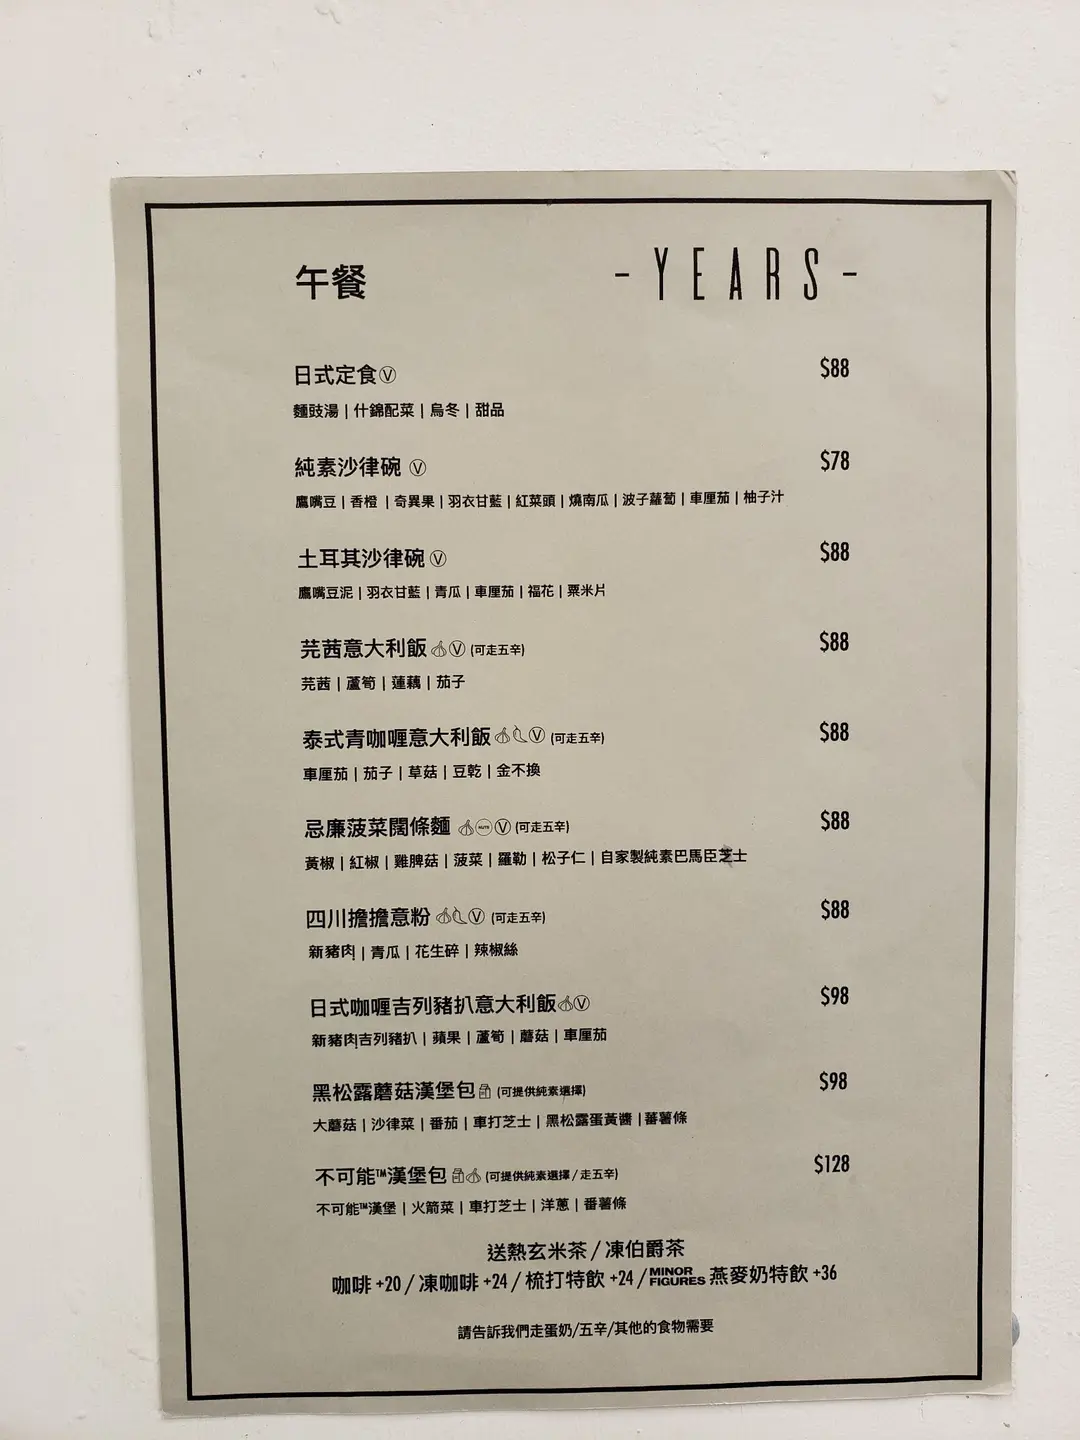 午餐
- YEARS -
日式定食Ⓥ $88
麵豉湯 | 什錦配菜 | 烏冬 | 甜品
純素沙律碗 Ⓥ $78
鷹嘴豆 | 香橙 | 奇異果 | 羽衣甘藍 | 紅菜頭 | 燒南瓜 | 波子蘿蔔 | 車厘茄 | 柚子汁
土耳其沙律碗 Ⓥ $88
鷹嘴豆泥 | 羽衣甘藍 | 青瓜 | 車厘茄 | 福花 | 粟米片
芫茜意大利飯 Ⓥ (可走五辛) $88
芫茜 | 蘆筍 | 蓮藕 | 茄子
泰式青咖喱意大利飯 Ⓥ (可走五辛) $88
車厘茄 | 茄子 | 草菇 | 豆乾 | 金不換
忌廉菠菜闊條麵 NUTS Ⓥ (可走五辛) $88
黃椒 | 紅椒 | 雞脾菇 | 菠菜 | 羅勒 | 松子仁 | 自家製純素巴馬臣芝士
四川擔擔意粉 Ⓥ (可走五辛) $88
新豬肉 | 青瓜 | 花生碎 | 辣椒絲
日式咖喱吉列豬扒意大利飯 Ⓥ $98
新豬肉吉列豬扒 | 蘋果 | 蘆筍 | 蘑菇 | 車厘茄
黑松露蘑菇漢堡包 (可提供純素選擇) $98
大蘑菇 | 沙律菜 | 番茄 | 車打芝士 | 黑松露蛋黃醬 | 蕃薯條
不可能™漢堡包 (可提供純素選擇 / 走五辛) $128
不可能™漢堡 | 火箭菜 | 車打芝士 | 洋蔥 | 番薯條
送熱玄米茶 / 凍伯爵茶
咖啡 +20 / 凍咖啡 +24 / 梳打特飲 +24 / MINOR FIGURES 燕麥奶特飲 +36
請告訴我們走蛋奶/五辛/其他的食物需要